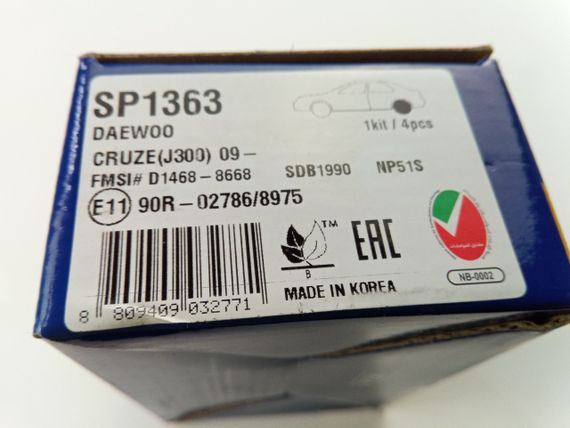 SP1363
DAEWOO
CRUZE(J300) 09-
FMSI# D1468-8668
1kit / 4pcs
SDB1990 NP51S
E11 90R-02786/8975
TM
B
EAC
NB-0002
MADE IN KOREA
8 809409 032771